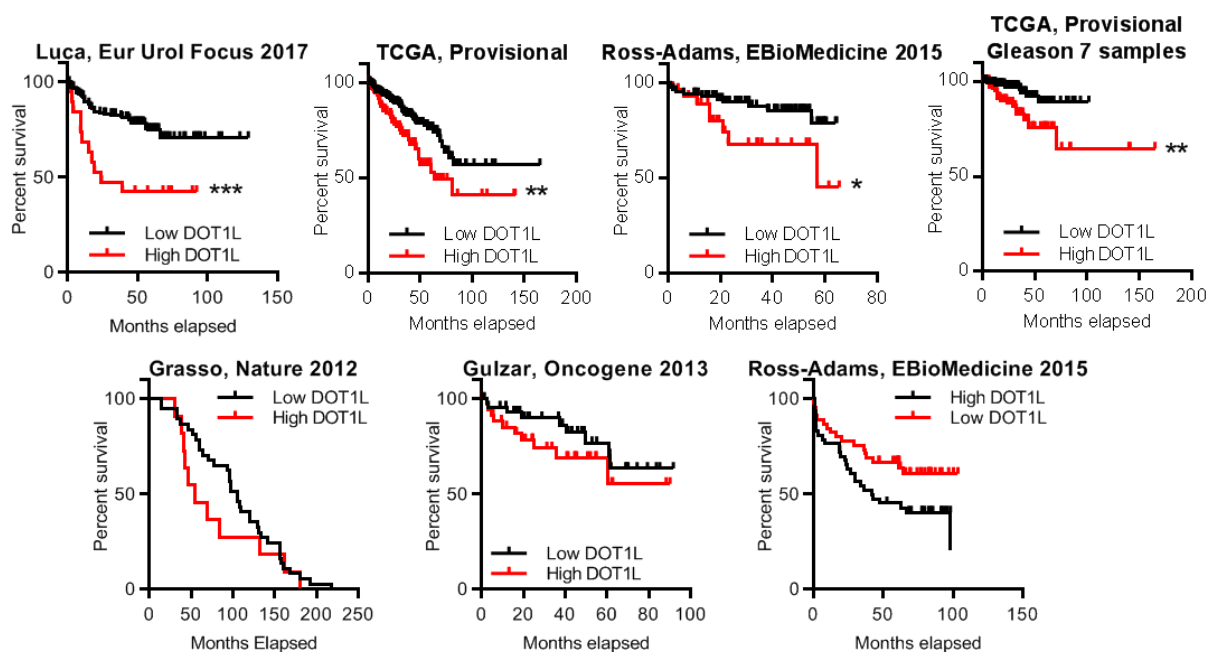 Luca, Eur Urol Focus 2017
Percent survival
100
50
0
Low DOT1L
High DOT1L
***
0 50 100 150
Months elapsed
TCGA, Provisional
Percent survival
100
50
0
Low DOT1L
High DOT1L
**
0 50 100 150 200
Months elapsed
Ross-Adams, EBioMedicine 2015
Percent survival
100
50
0
Low DOT1L
High DOT1L
*
0 20 40 60 80
Months elapsed
TCGA, Provisional
Gleason 7 samples
Percent survival
100
50
0
Low DOT1L
High DOT1L
**
0 50 100 150 200
Months elapsed
Grasso, Nature 2012
Percent survival
100
50
0
Low DOT1L
High DOT1L
0 50 100 150 200 250
Months Elapsed
Gulzar, Oncogene 2013
Percent survival
100
50
0
Low DOT1L
High DOT1L
0 20 40 60 80 100
Months elapsed
Ross-Adams, EBioMedicine 2015
Percent survival
100
50
0
High DOT1L
Low DOT1L
0 50 100 150
Months elapsed